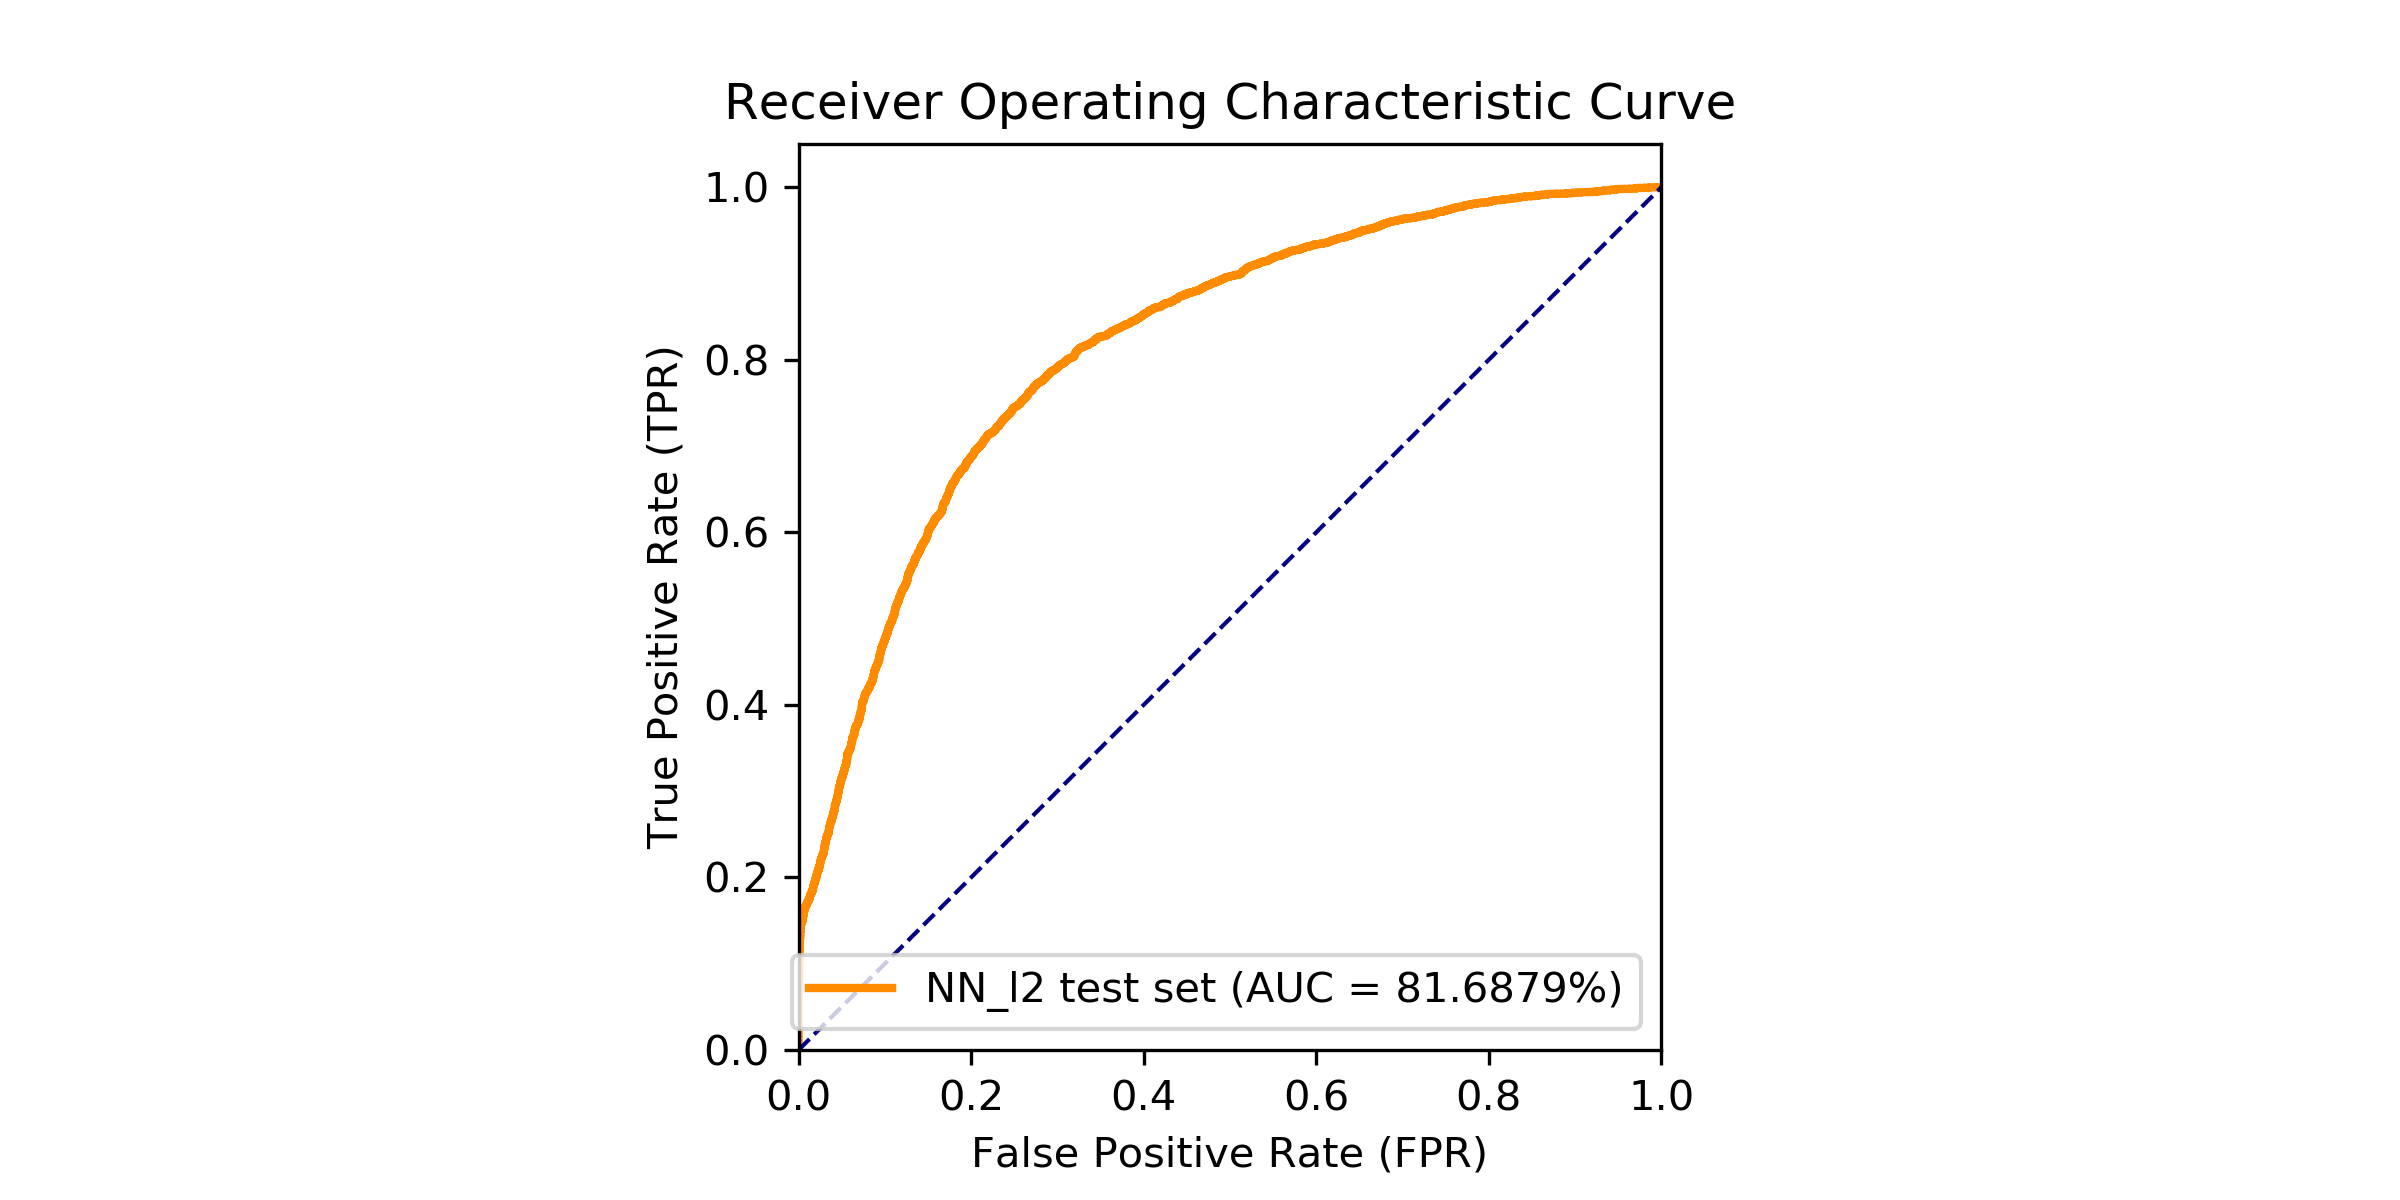 Receiver Operating Characteristic Curve
1.0
0.8
0.6
0.4
0.2
0.0
True Positive Rate (TPR)
NN_l2 test set (AUC = 81.6879%)
0.0 0.2 0.4 0.6 0.8 1.0
False Positive Rate (FPR)